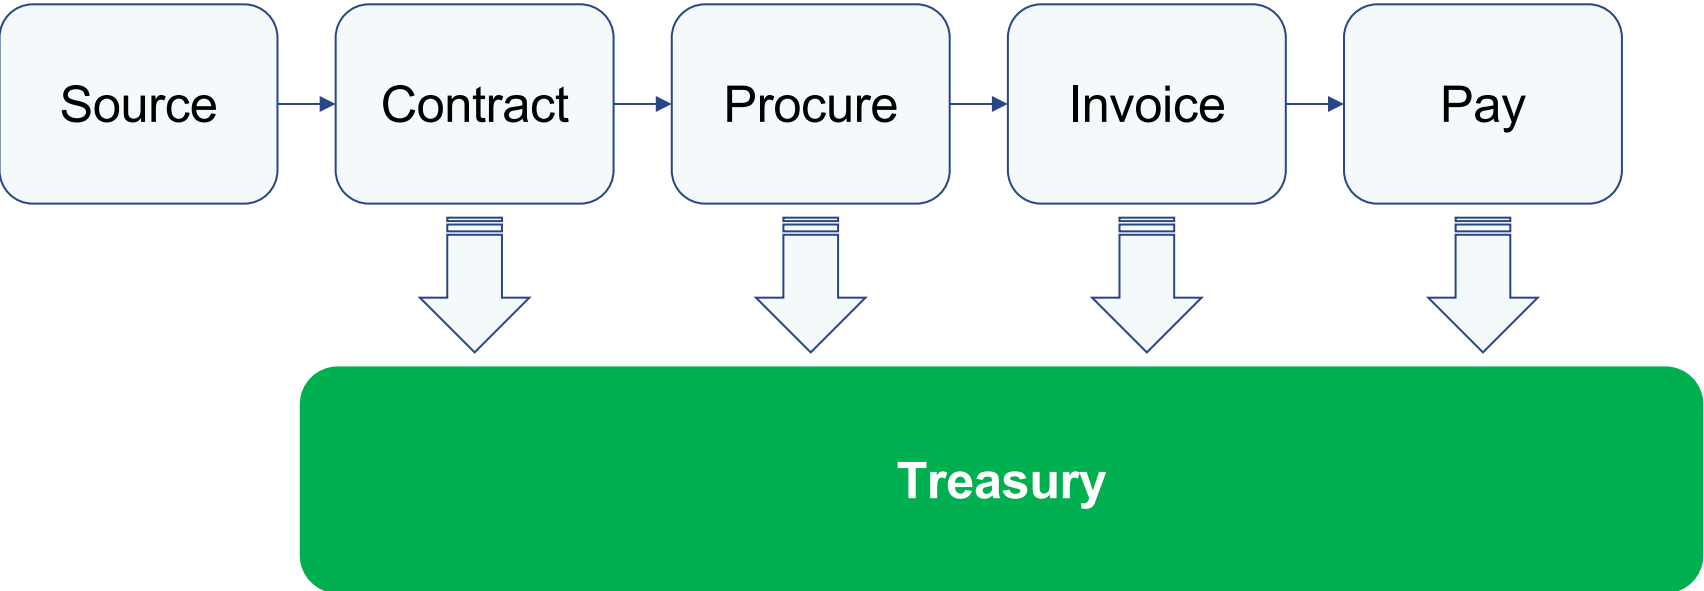 Source
Contract
Procure
Invoice
Pay
Treasury